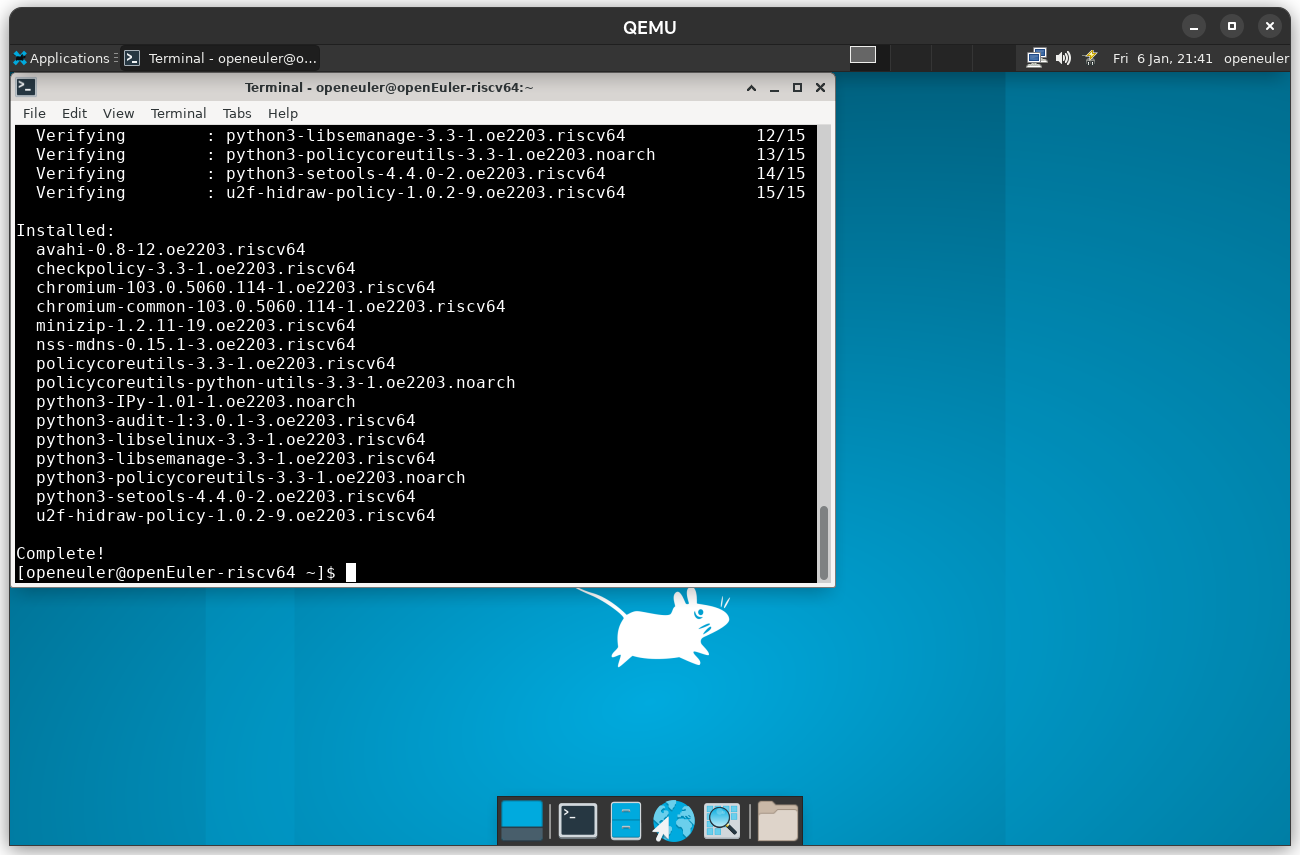 QEMU
Applications Terminal - openeuler@o... Fri 6 Jan, 21:41 openeuler
Terminal - openeuler@openEuler-riscv64:~
File Edit View Terminal Tabs Help
Verifying : python3-libsemanage-3.3-1.oe2203.riscv64 12/15
Verifying : python3-policycoreutils-3.3-1.oe2203.noarch 13/15
Verifying : python3-setools-4.4.0-2.oe2203.riscv64 14/15
Verifying : u2f-hidraw-policy-1.0.2-9.oe2203.riscv64 15/15
Installed:
avahi-0.8-12.oe2203.riscv64
checkpolicy-3.3-1.oe2203.riscv64
chromium-103.0.5060.114-1.oe2203.riscv64
chromium-common-103.0.5060.114-1.oe2203.riscv64
minizip-1.2.11-19.oe2203.riscv64
nss-mdns-0.15.1-3.oe2203.riscv64
policycoreutils-3.3-1.oe2203.riscv64
policycoreutils-python-utils-3.3-1.oe2203.noarch
python3-IPy-1.01-1.oe2203.noarch
python3-audit-1:3.0.1-3.oe2203.riscv64
python3-libselinux-3.3-1.oe2203.riscv64
python3-libsemanage-3.3-1.oe2203.riscv64
python3-policycoreutils-3.3-1.oe2203.noarch
python3-setools-4.4.0-2.oe2203.riscv64
u2f-hidraw-policy-1.0.2-9.oe2203.riscv64
Complete!
[openeuler@openEuler-riscv64 ~]$